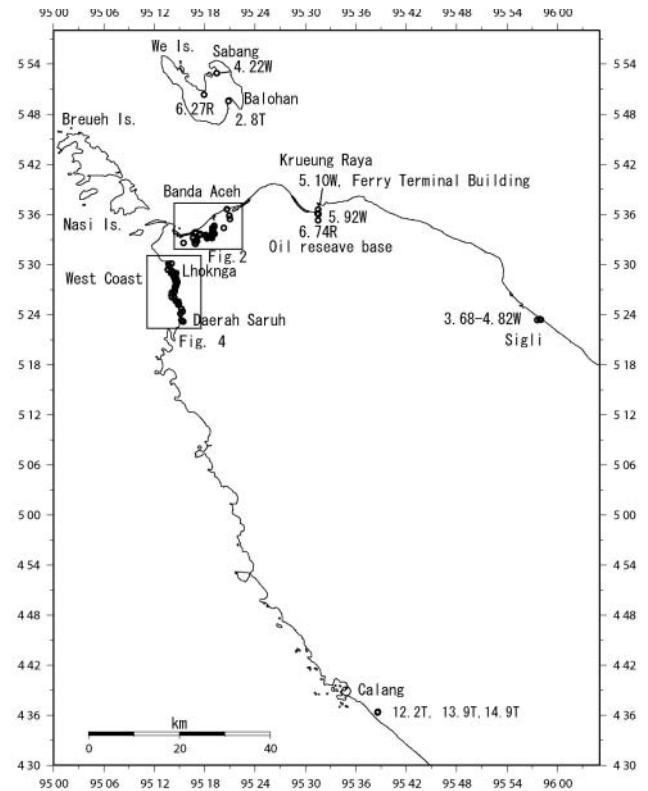 95 00 95 06 95 12 95 18 95 24 95 30 95 36 95 42 95 48 95 54 96 00
We Is.
Sabang
4.22W
5 54 5 54
6.27R
Balohan
2.8T
5 48 5 48
Breueh Is.
5 42 5 42
Krueung Raya
5.10W, Ferry Terminal Building
Banda Aceh
5 36 5 36
Nasi Is.
5.92W
6.74R
Oil reseave base
Fig.2
5 30 5 30
West Coast
Lhoknga
5 24 5 24
Daerah Saruh
3.68-4.82W
Sigli
Fig. 4
5 18 5 18
5 12 5 12
5 06 5 06
5 00 5 00
4 54 4 54
4 48 4 48
4 42 4 42
Calang
12.2T, 13.9T,14.9T
4 36 4 36
km
0 20 40
4 30 4 30
95 00 95 06 95 12 95 18 95 24 95 30 95 36 95 42 95 48 95 54 96 00